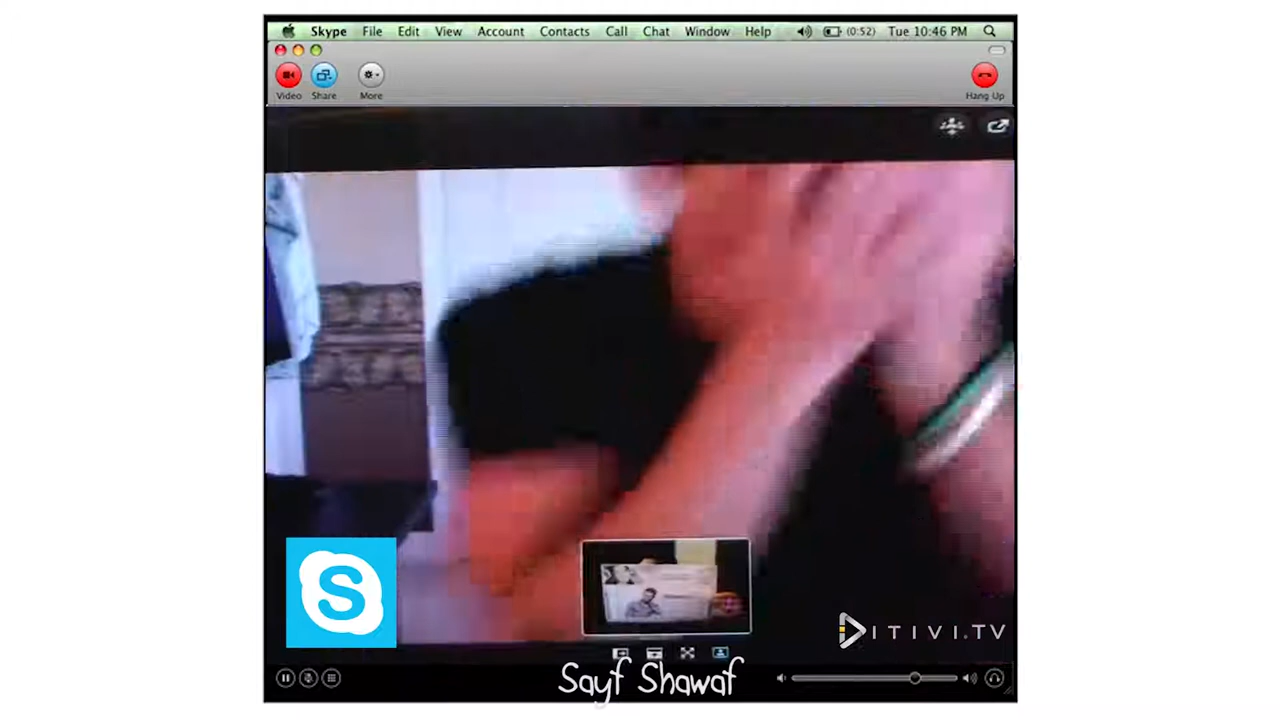 Skype File Edit View Account Contacts Call Chat Window Help (0:52) Tue 10:46 PM
Video Share More Hang Up
S
DITIVI.TV
Sayf Shawaf